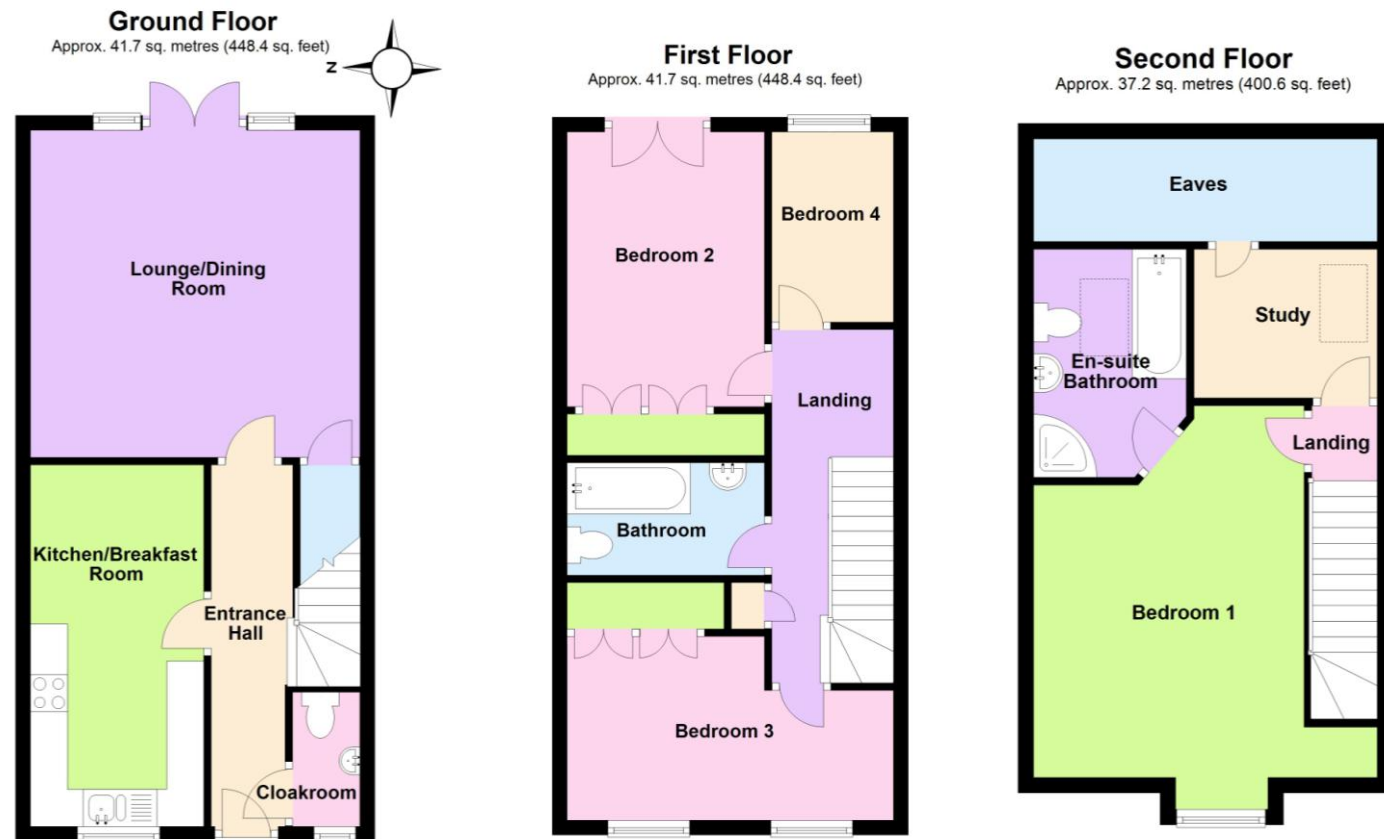 Ground Floor
Approx. 41.7 sq. metres (448.4 sq. feet)
Z
Lounge/Dining
Room
Kitchen/Breakfast
Room
Entrance
Hall
Cloakroom
First Floor
Approx. 41.7 sq. metres (448.4 sq. feet)
Bedroom 2
Bedroom 4
Landing
Bathroom
Bedroom 3
Second Floor
Approx. 37.2 sq. metres (400.6 sq. feet)
Eaves
Study
En-suite
Bathroom
Landing
Bedroom 1